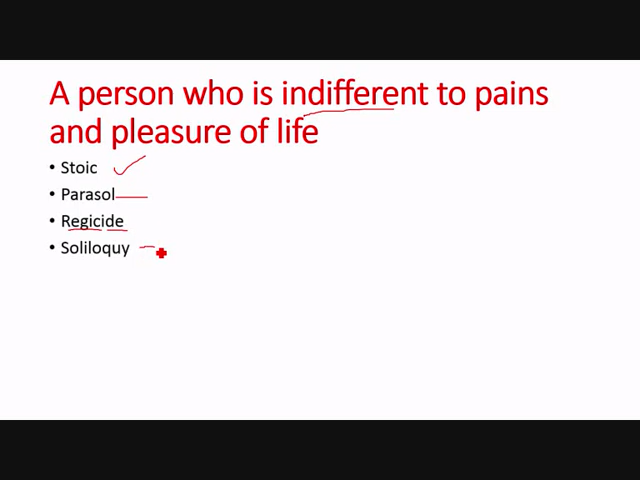 A person who is indifferent to pains
and pleasure of life
• Stoic
• Parasol
• Regicide
• Soliloquy